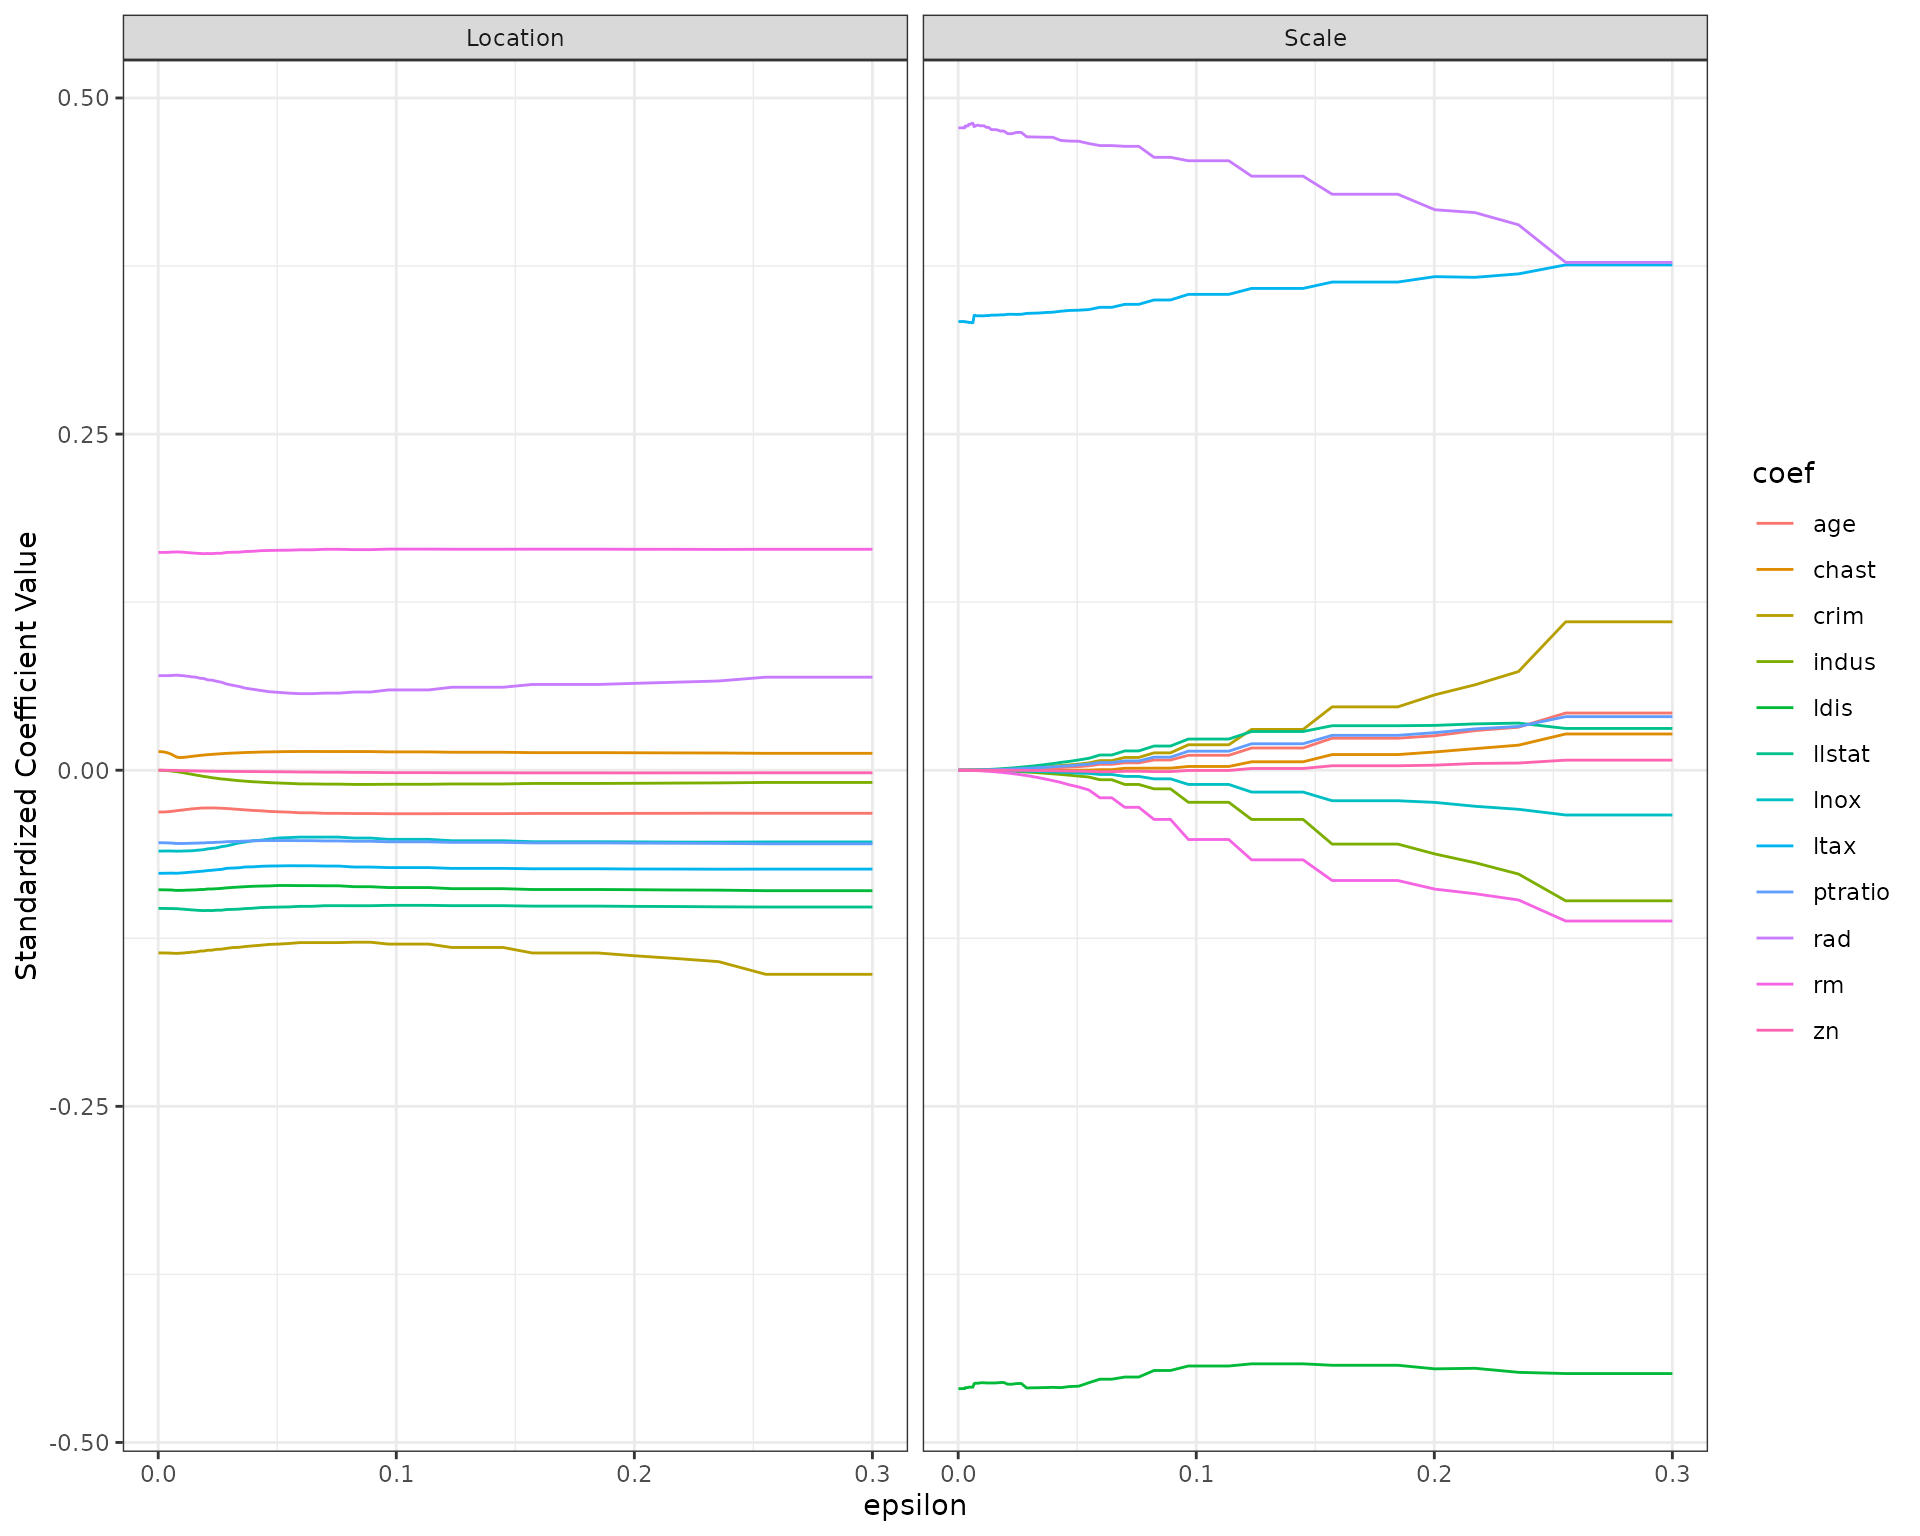 Location
Scale
Standardized Coefficient Value
0.50
0.25
0.00
-0.25
-0.50
0.0
0.1
0.2
0.3
0.0
0.1
0.2
0.3
epsilon
coef
age
chast
crim
indus
ldis
llstat
lnox
ltax
ptratio
rad
rm
zn